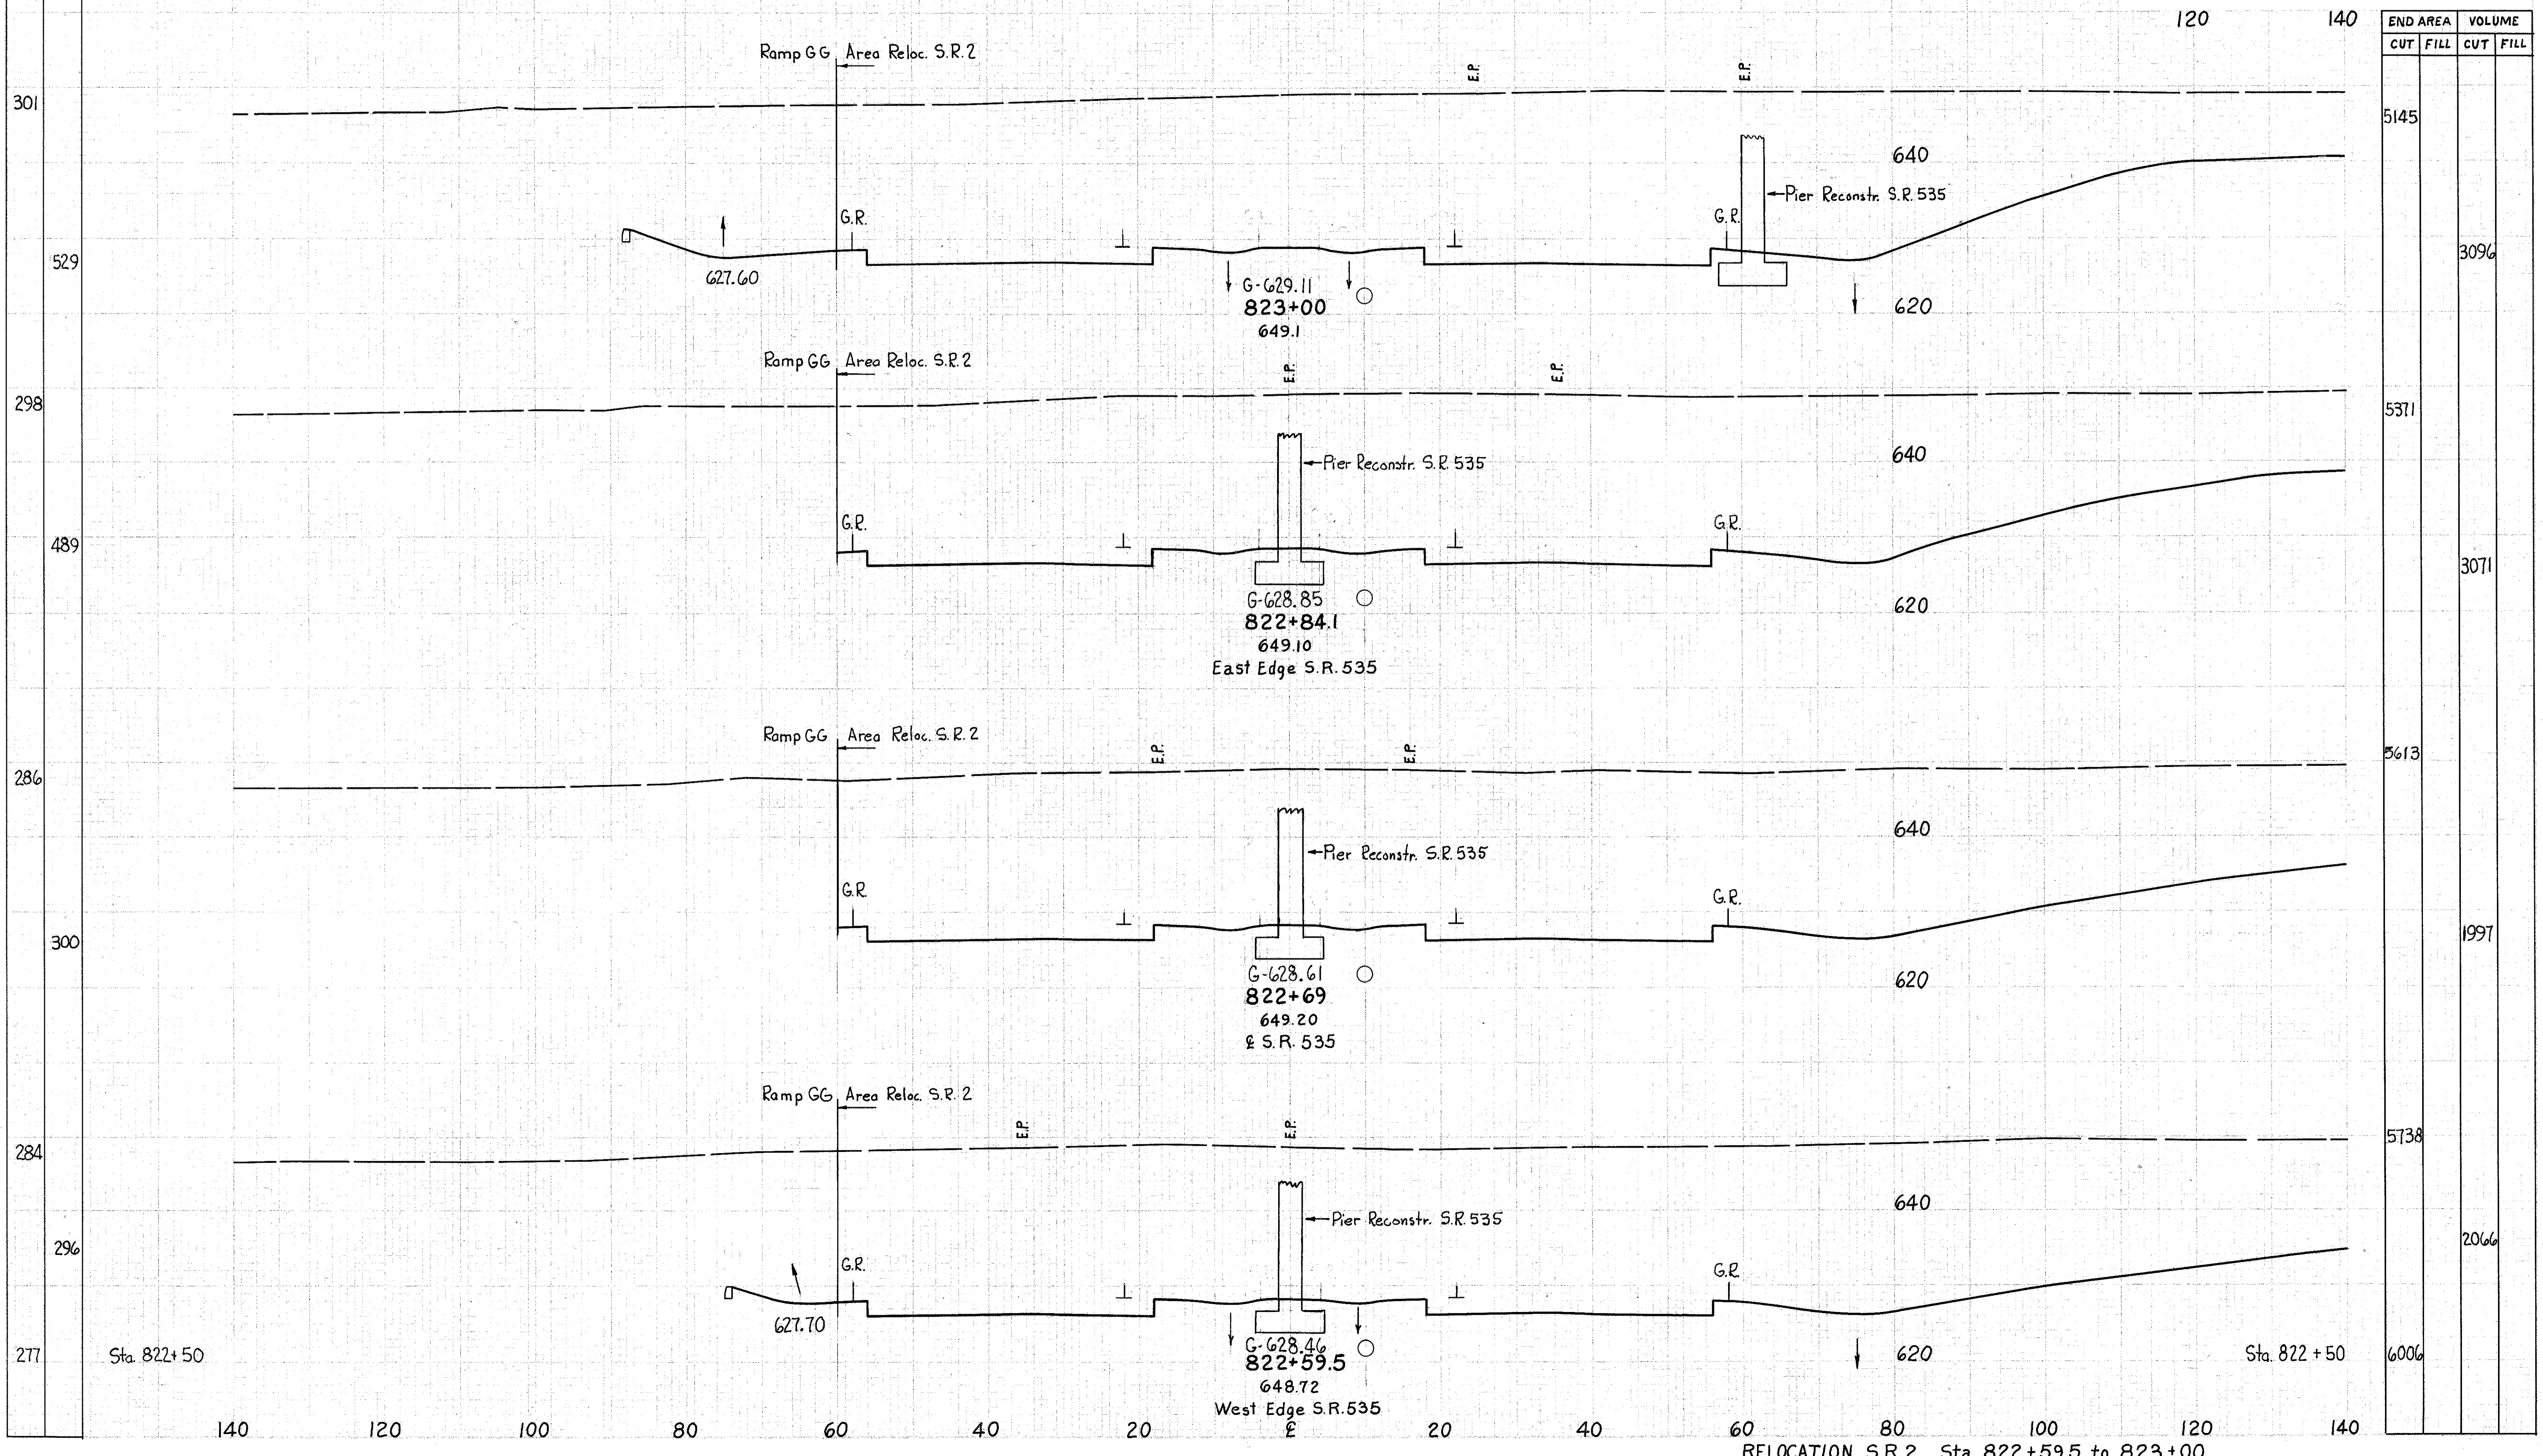 120 140
END AREA VOLUME
CUT FILL CUT FILL
Ramp GG Area Reloc. S.R. 2
E.P. E.P.
301
5145
640
Pier Reconstr. S.R. 535
G.R. G.R.
529
3096
627.60
G-629.11
823+00
649.1
620
Ramp GG Area Reloc. S.R. 2
E.P. E.P.
298
5371
640
Pier Reconstr. S.R. 535
G.R. G.R.
489
3071
G-628.85
822+84.1
649.10
East Edge S.R. 535
620
Ramp GG Area Reloc. S.R. 2
E.P. E.P.
286
5613
640
Pier Reconstr. S.R. 535
G.R. G.R.
300
1997
G-628.61
822+69
649.20
℄ S.R. 535
620
Ramp GG Area Reloc. S.R. 2
E.P. E.P.
284
5738
640
Pier Reconstr. S.R. 535
296
2066
G.R. G.R
627.70
G-628.46
822+59.5
648.72
West Edge S.R. 535
620
277 Sta. 822+50
Sta. 822+50 6006
140 120 100 80 60 40 20 ℄ 20 40 60 80 100 120 140
RELOCATION S.R. 2 Sta. 822+59.5 to 823+00